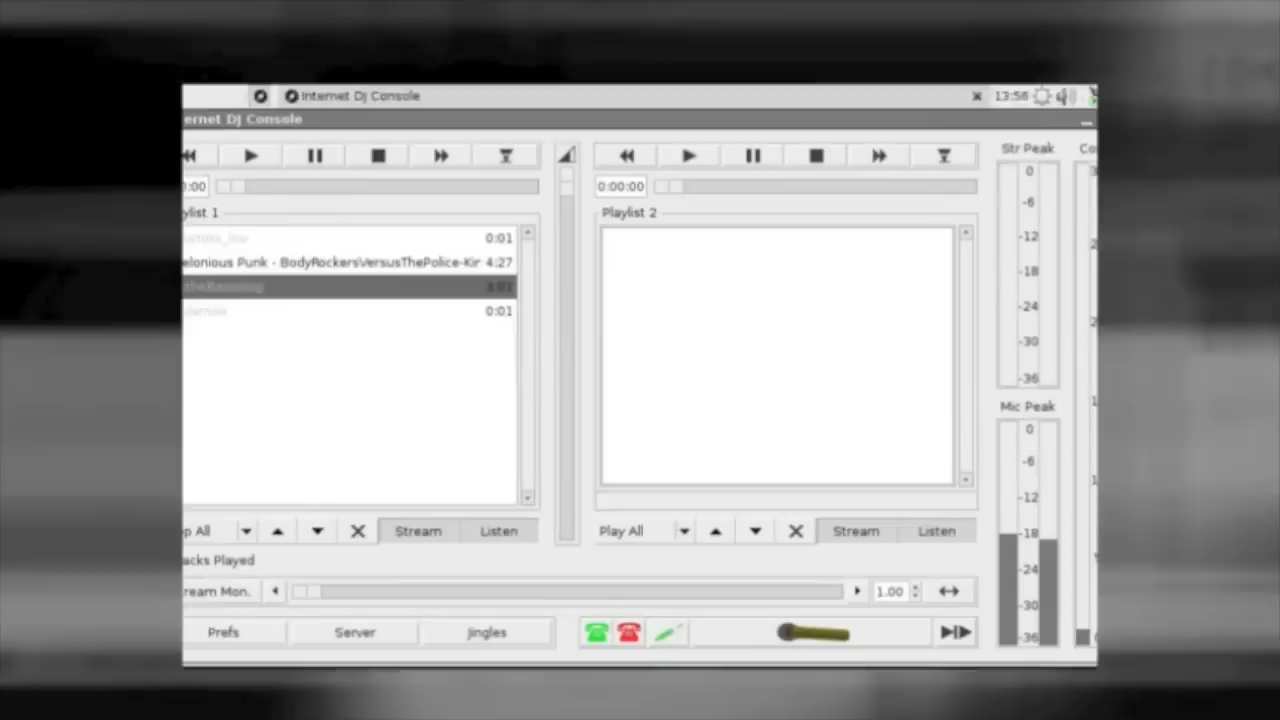 Internet DJ Console
13:56
ernet DJ Console
Str Peak
Co
:00
0:00:00
ylist 1
Playlist 2
0:01
elonious Punk - BodyRockersVersusThePolice-Kir 4:27
3:01
0:01
0
-6
-12
-18
-24
-30
-36
Mic Peak
0
-6
-12
-18
-24
-30
-36
p All
Stream
Listen
Play All
Stream
Listen
acks Played
ream Mon.
1.00
Prefs
Server
Jingles